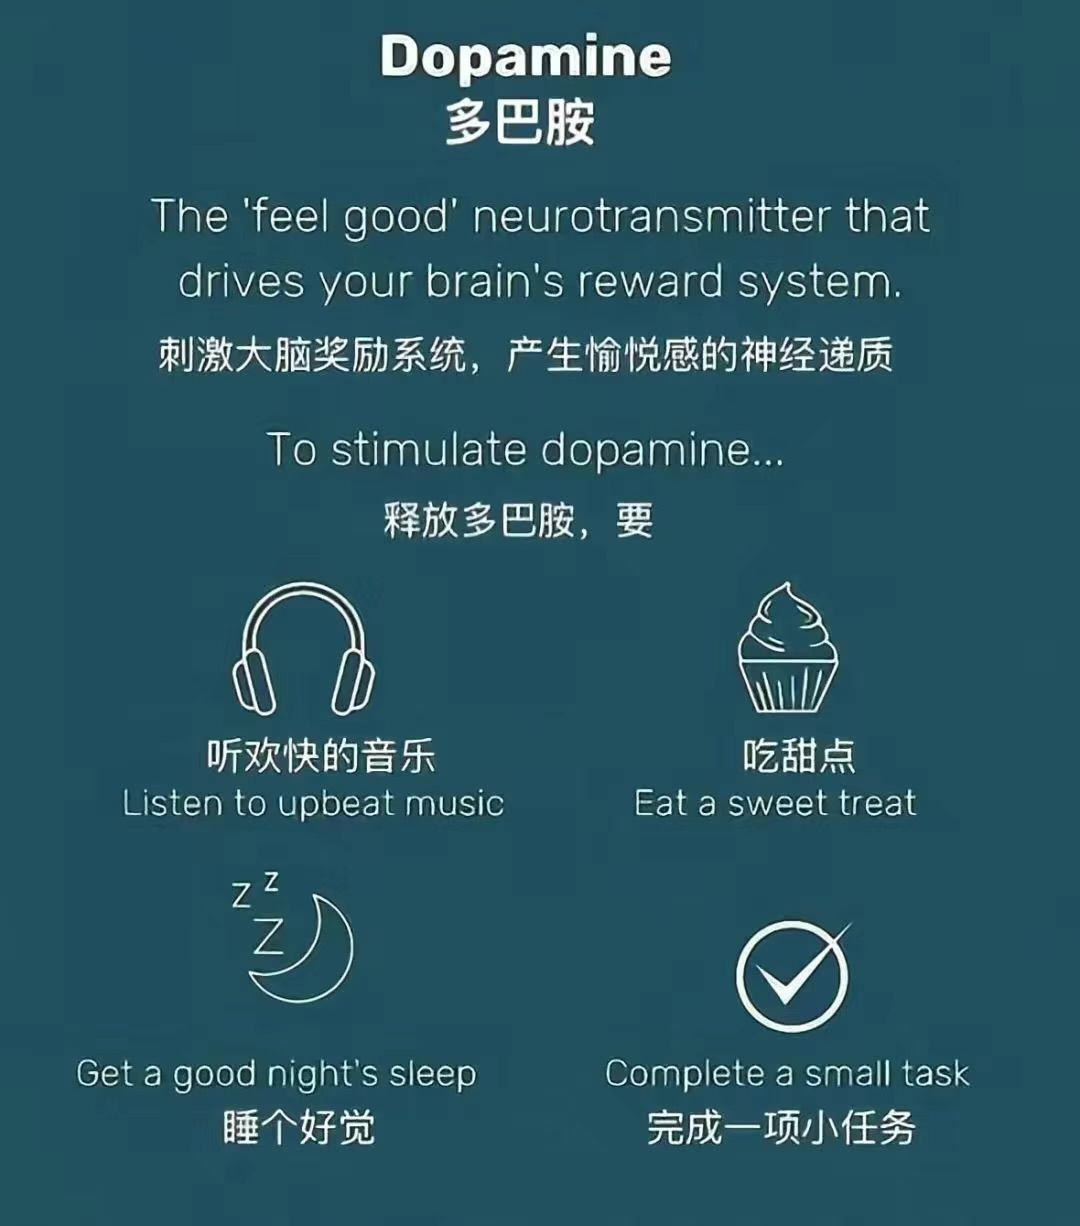 Dopamine
多巴胺
The 'feel good' neurotransmitter that
drives your brain's reward system.
刺激大脑奖励系统，产生愉悦感的神经递质
To stimulate dopamine...
释放多巴胺，要
听欢快的音乐
Listen to upbeat music
吃甜点
Eat a sweet treat
z z
Z
Get a good night's sleep
睡个好觉
Complete a small task
完成一项小任务